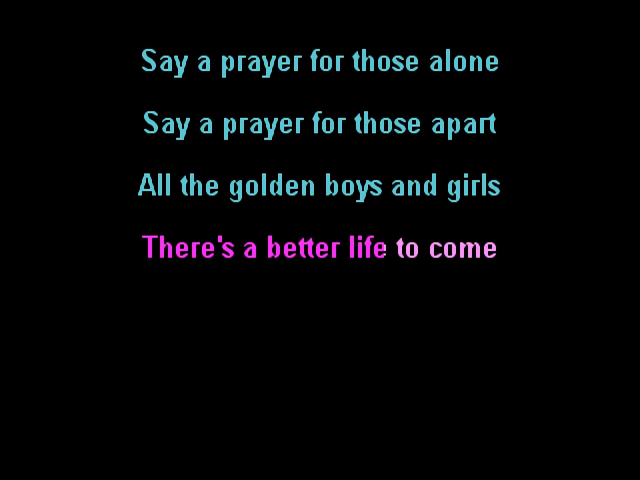 Say a prayer for those alone
Say a prayer for those apart
All the golden boys and girls
There's a better life to come